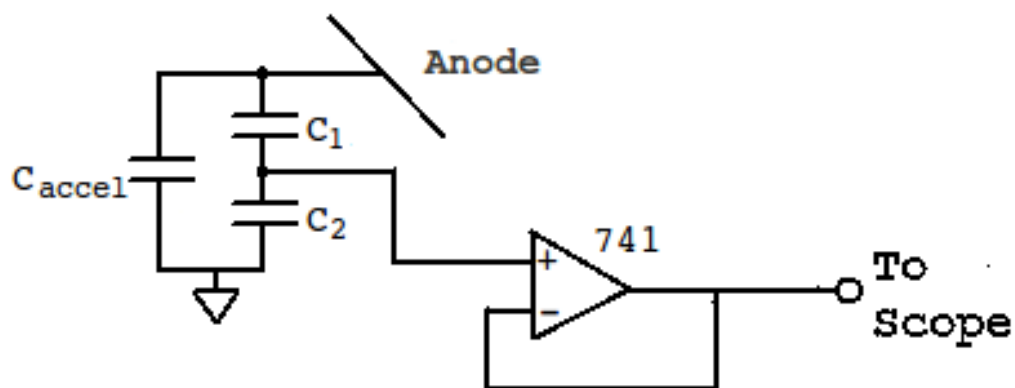 Anode
C1
Caccel
C2
741
+
To
−
Scope